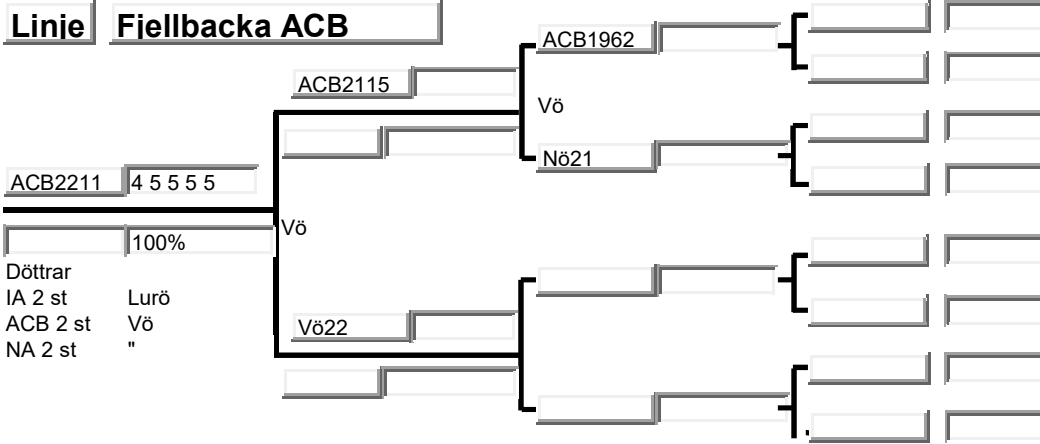 Linje Fjellbacka ACB
ACB1962
ACB2115
Vö
Nö21
ACB2211 4 5 5 5 5
Vö
100%
Döttrar
IA 2 st Lurö
ACB 2 st Vö
NA 2 st "
Vö22